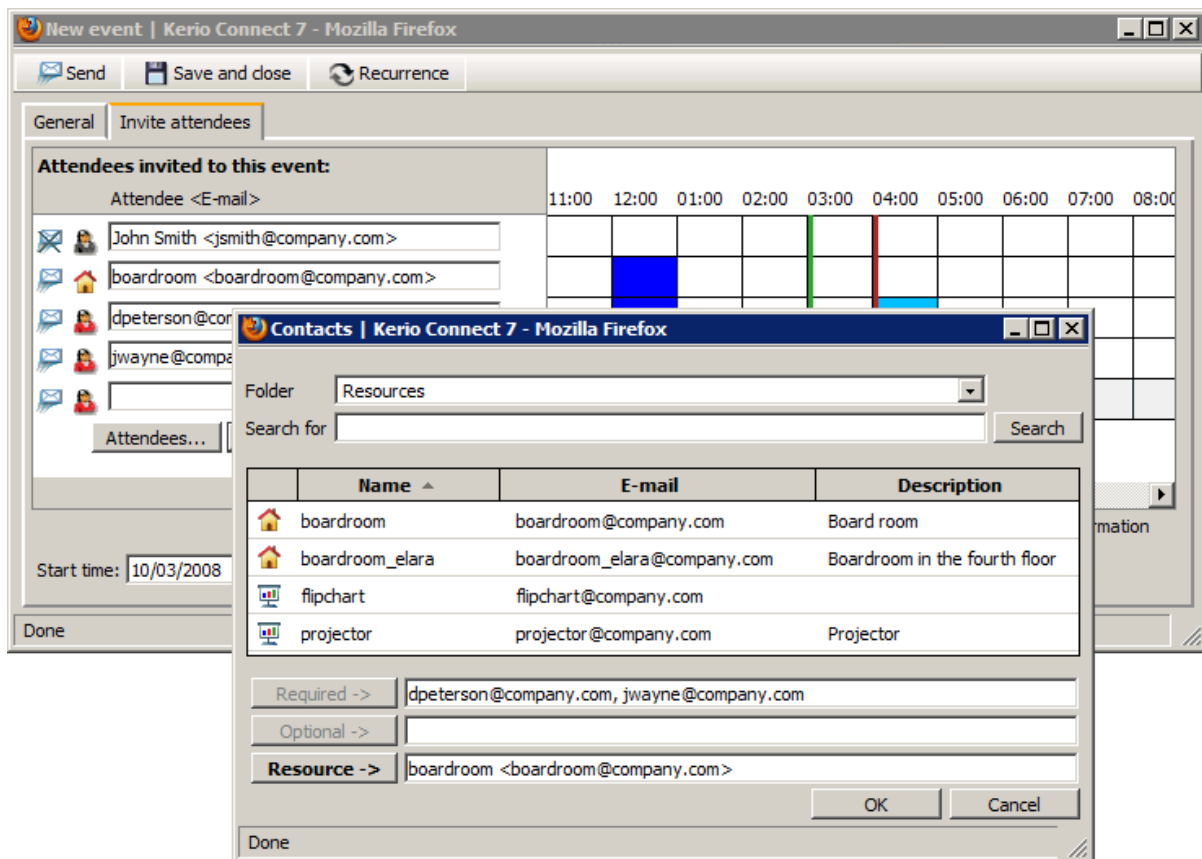 New event | Kerio Connect 7 - Mozilla Firefox
Send Save and close Recurrence
General Invite attendees
Attendees invited to this event:
Attendee <E-mail>
11:00 12:00 01:00 02:00 03:00 04:00 05:00 06:00 07:00 08:00
John Smith <jsmith@company.com>
boardroom <boardroom@company.com>
dpeterson@con
jwayne@compa
Attendees...
rmation
Start time: 10/03/2008
Done
Contacts | Kerio Connect 7 - Mozilla Firefox
Folder Resources
Search for Search
Name E-mail Description
boardroom boardroom@company.com Board room
boardroom_elara boardroom_elara@company.com Boardroom in the fourth floor
flipchart flipchart@company.com
projector projector@company.com Projector
Required -> dpeterson@company.com, jwayne@company.com
Optional ->
Resource -> boardroom <boardroom@company.com>
OK Cancel
Done